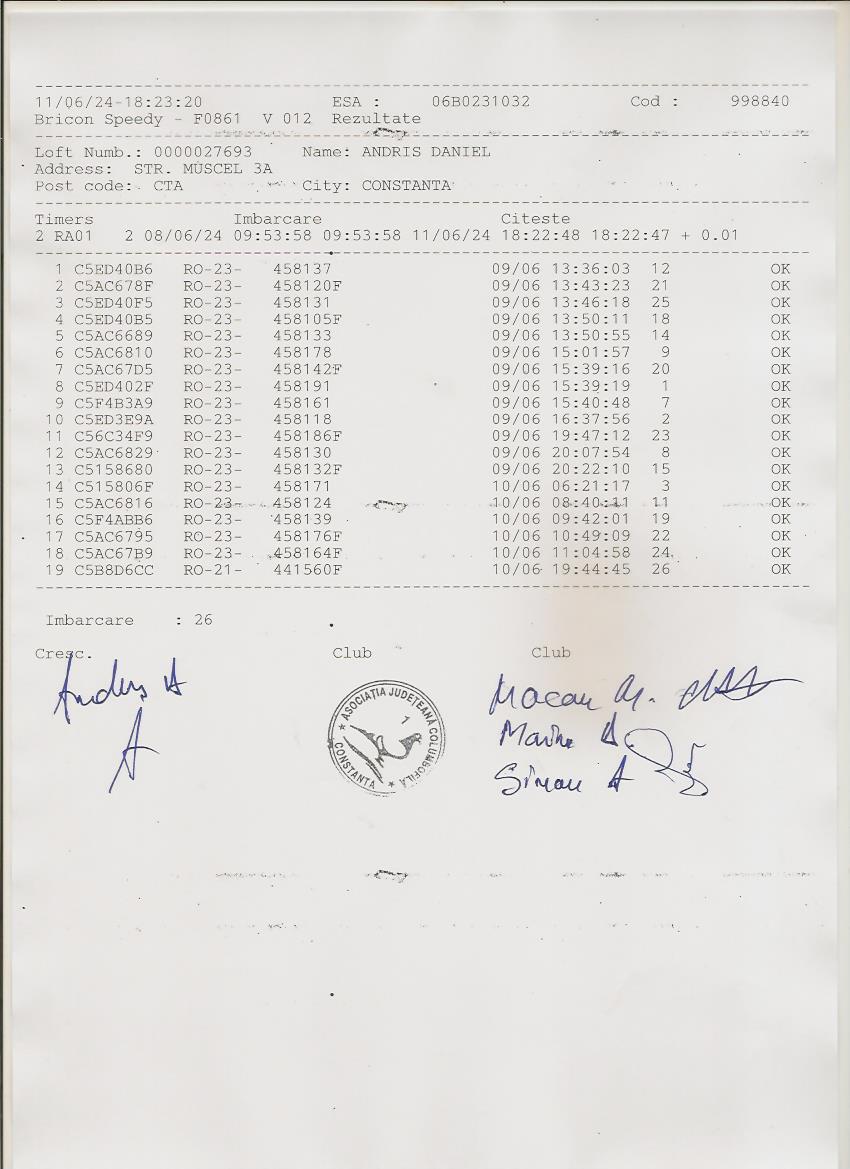 11/06/24-18:23:20 ESA : 06B0231032 Cod : 998840
Bricon Speedy - F0861 V 012 Rezultate
Loft Numb.: 0000027693 Name: ANDRIS DANIEL
Address: STR. MUSCEL 3A
Post code: CTA City: CONSTANTA
Timers Imbarcare Citeste
2 RA01 2 08/06/24 09:53:58 09:53:58 11/06/24 18:22:48 18:22:47 + 0.01
1 C5ED40B6 RO-23- 458137 09/06 13:36:03 12 OK
2 C5AC678F RO-23- 458120F 09/06 13:43:23 21 OK
3 C5ED40F5 RO-23- 458131 09/06 13:46:18 25 OK
4 C5ED40B5 RO-23- 458105F 09/06 13:50:11 18 OK
5 C5AC6689 RO-23- 458133 09/06 13:50:55 14 OK
6 C5AC6810 RO-23- 458178 09/06 15:01:57 9 OK
7 C5AC67D5 RO-23- 458142F 09/06 15:39:16 20 OK
8 C5ED402F RO-23- 458191 09/06 15:39:19 1 OK
9 C5F4B3A9 RO-23- 458161 09/06 15:40:48 7 OK
10 C5ED3E9A RO-23- 458118 09/06 16:37:56 2 OK
11 C56C34F9 RO-23- 458186F 09/06 19:47:12 23 OK
12 C5AC6829 RO-23- 458130 09/06 20:07:54 8 OK
13 C5158680 RO-23- 458132F 09/06 20:22:10 15 OK
14 C515806F RO-23- 458171 10/06 06:21:17 3 OK
15 C5AC6816 RO-23- 458124 10/06 08:40:11 11 OK
16 C5F4ABB6 RO-23- 458139 10/06 09:42:01 19 OK
17 C5AC6795 RO-23- 458176F 10/06 10:49:09 22 OK
18 C5AC67B9 RO-23- 458164F 10/06 11:04:58 24 OK
19 C5B8D6CC RO-21- 441560F 10/06 19:44:45 26 OK
Imbarcare : 26
Cresc. Club Club
ASOCIAȚIA JUDEȚEANĂ COLUMBOFILĂ
1
CONSTANTA